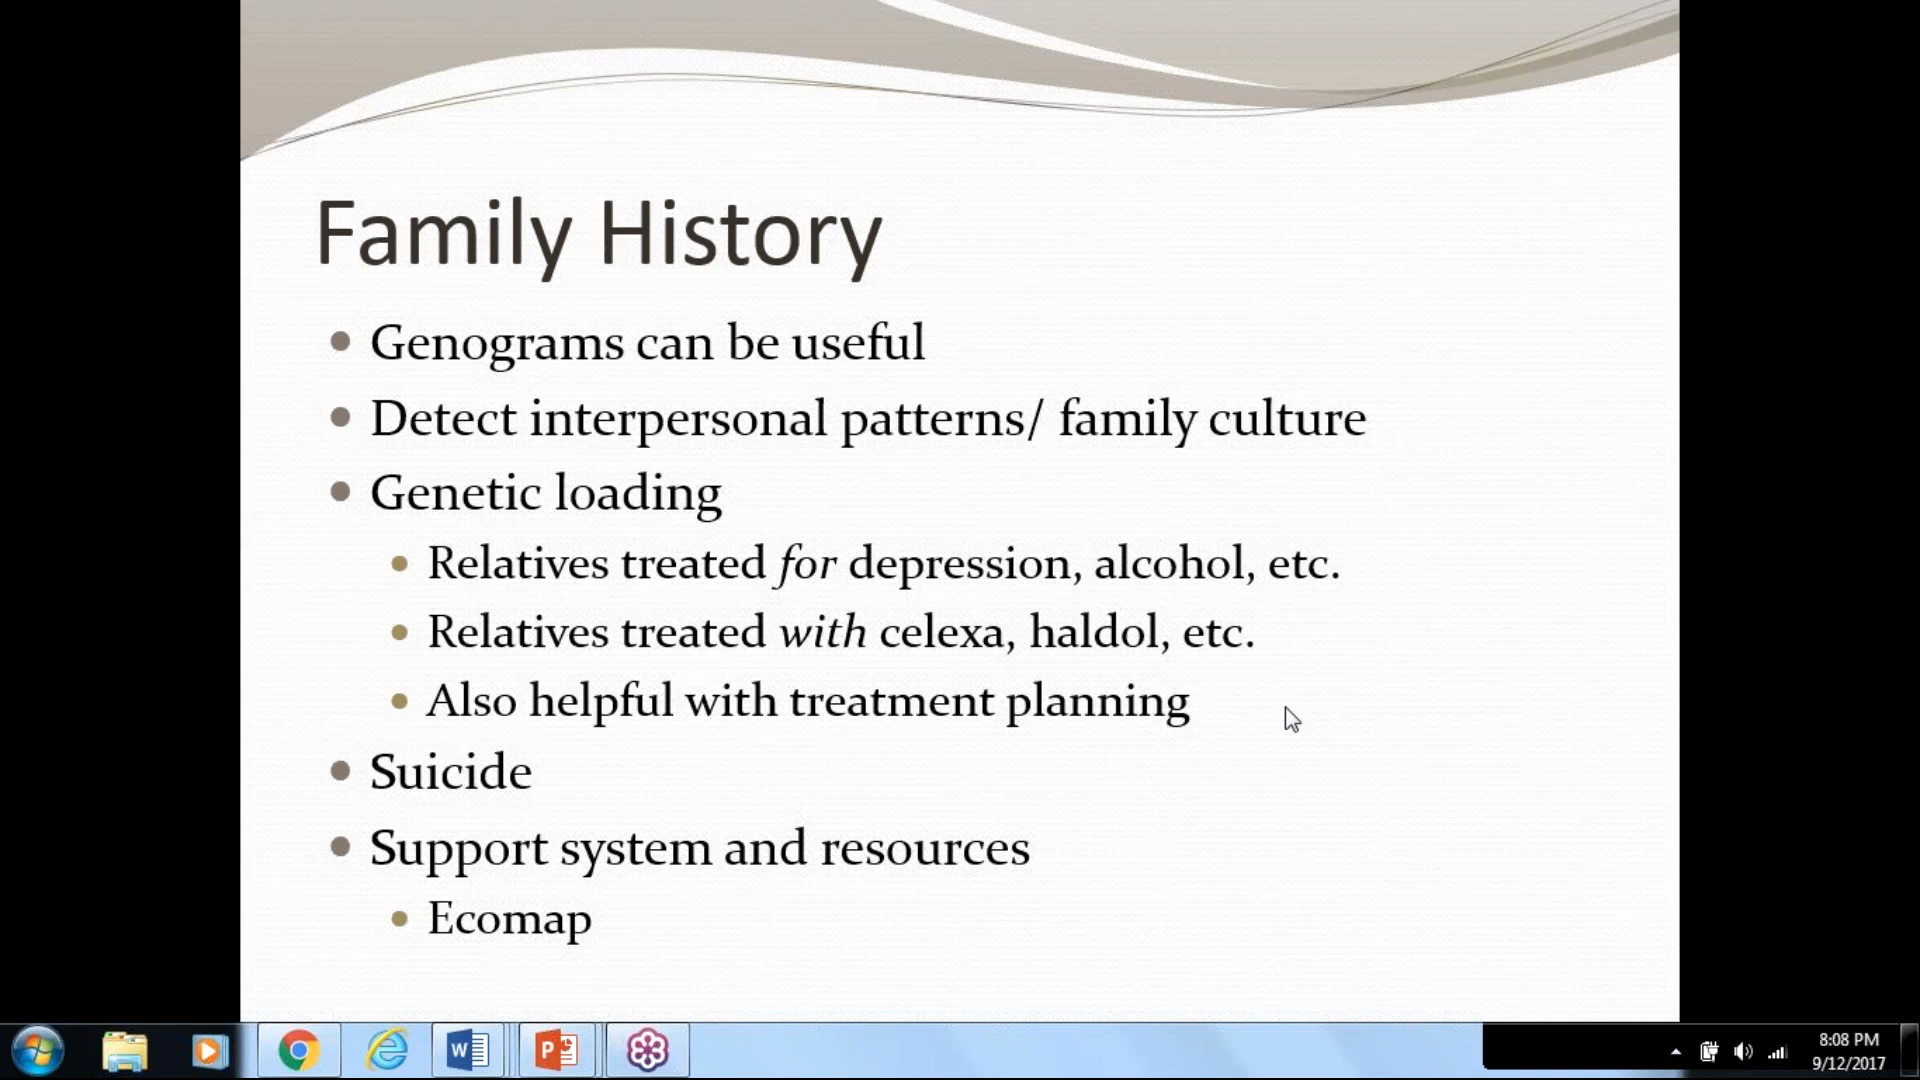 Family History
Genograms can be useful
Detect interpersonal patterns/ family culture
Genetic loading
Relatives treated for depression, alcohol, etc.
Relatives treated with celexa, haldol, etc.
Also helpful with treatment planning
Suicide
Support system and resources
Ecomap
8:08 PM
9/12/2017